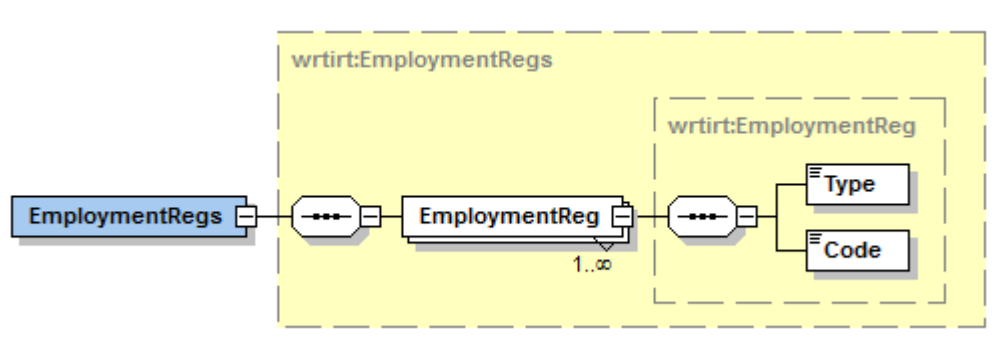 wrtirt:EmploymentRegs
wrtirt:EmploymentReg
Type
EmploymentRegs
EmploymentReg
Code
1..∞